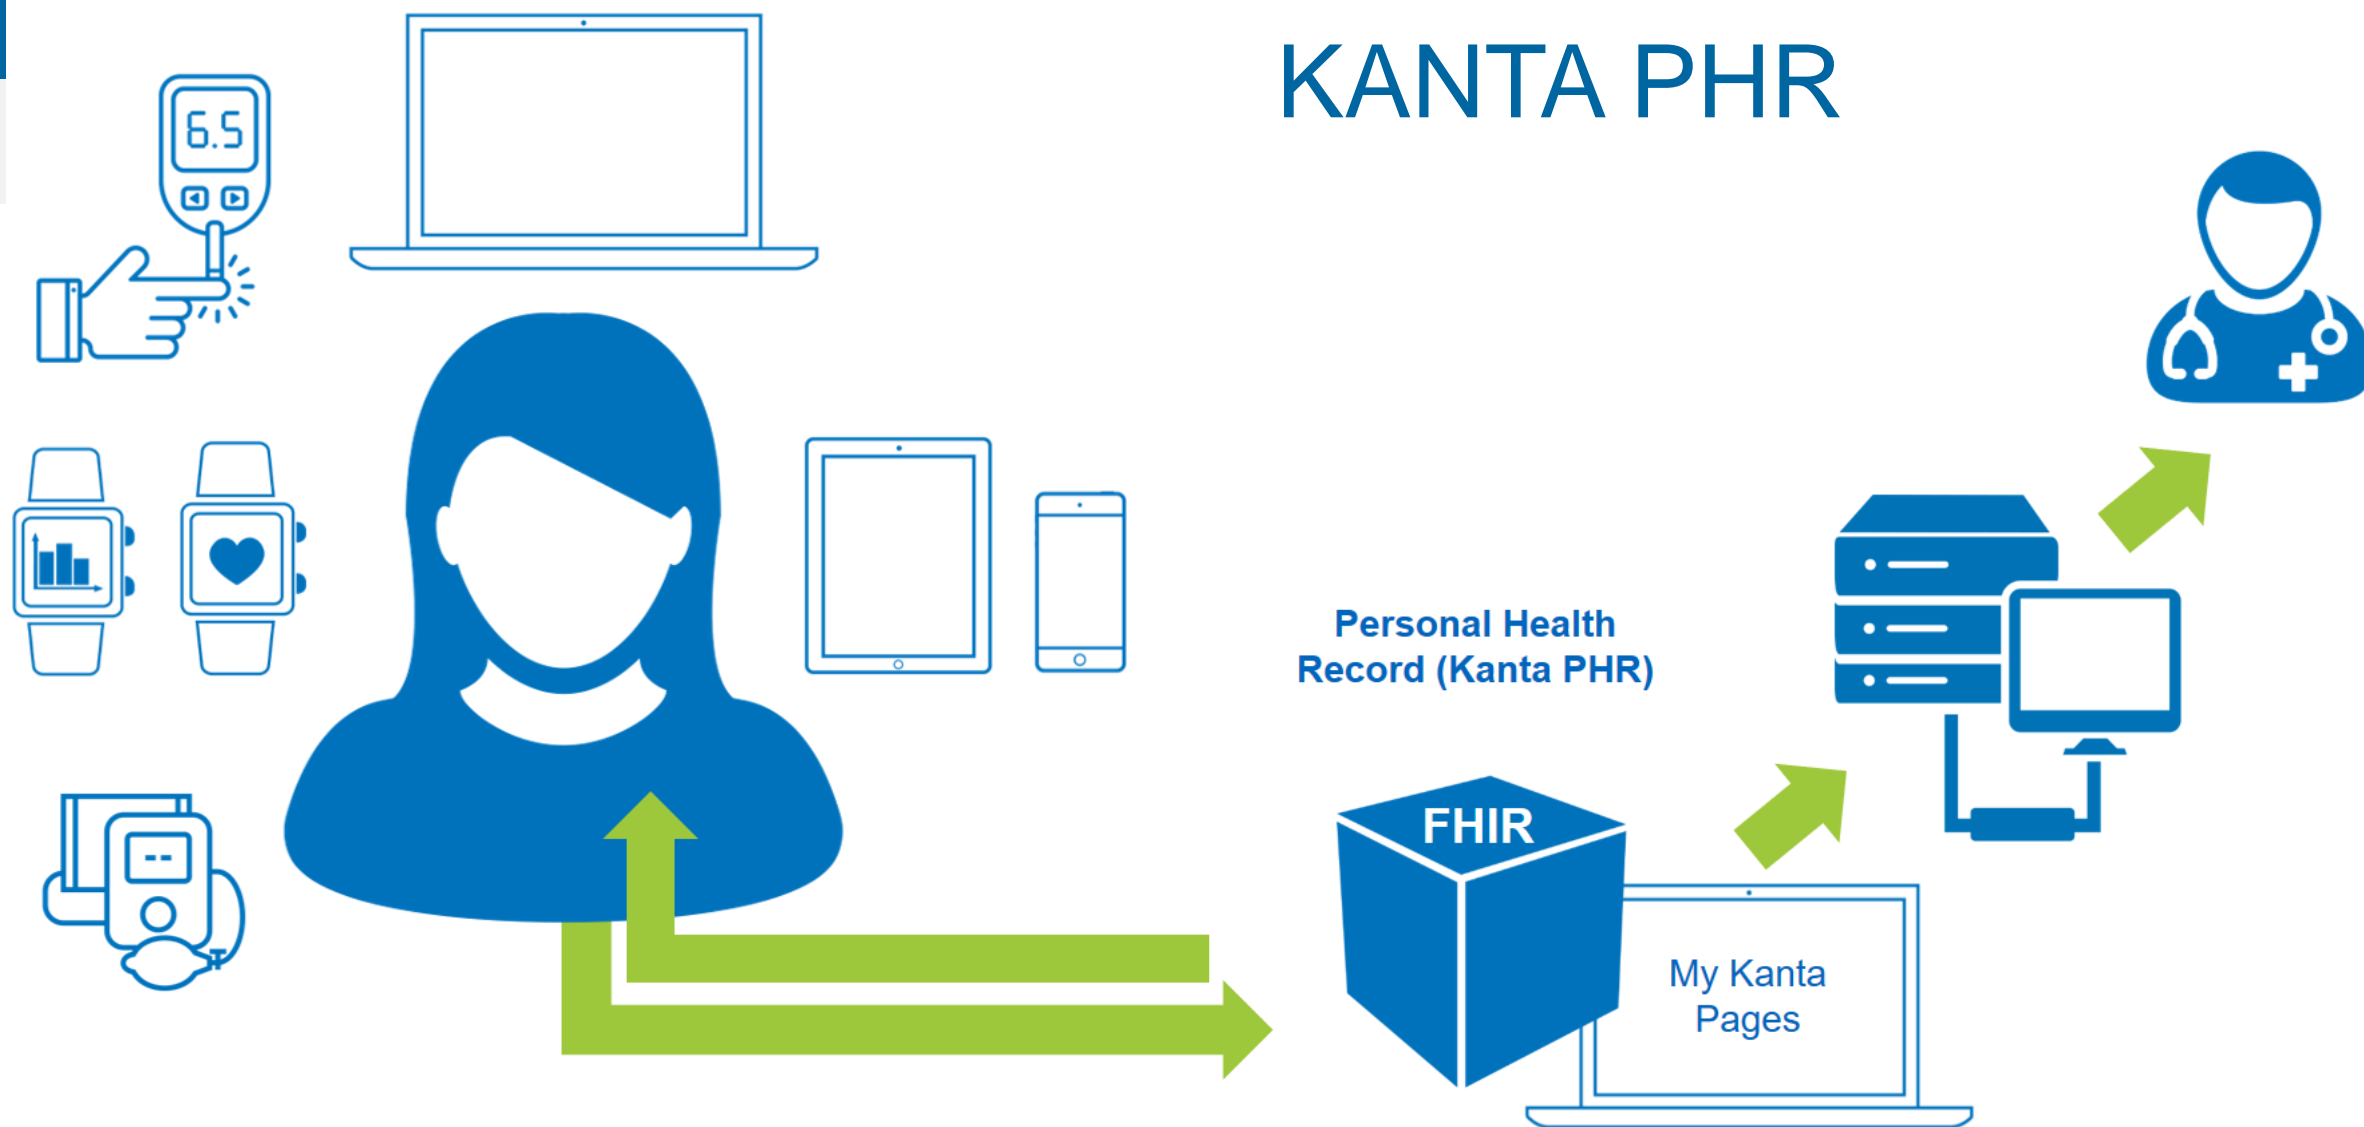 KANTA PHR
6.5
Personal Health
Record (Kanta PHR)
FHIR
My Kanta
Pages
--